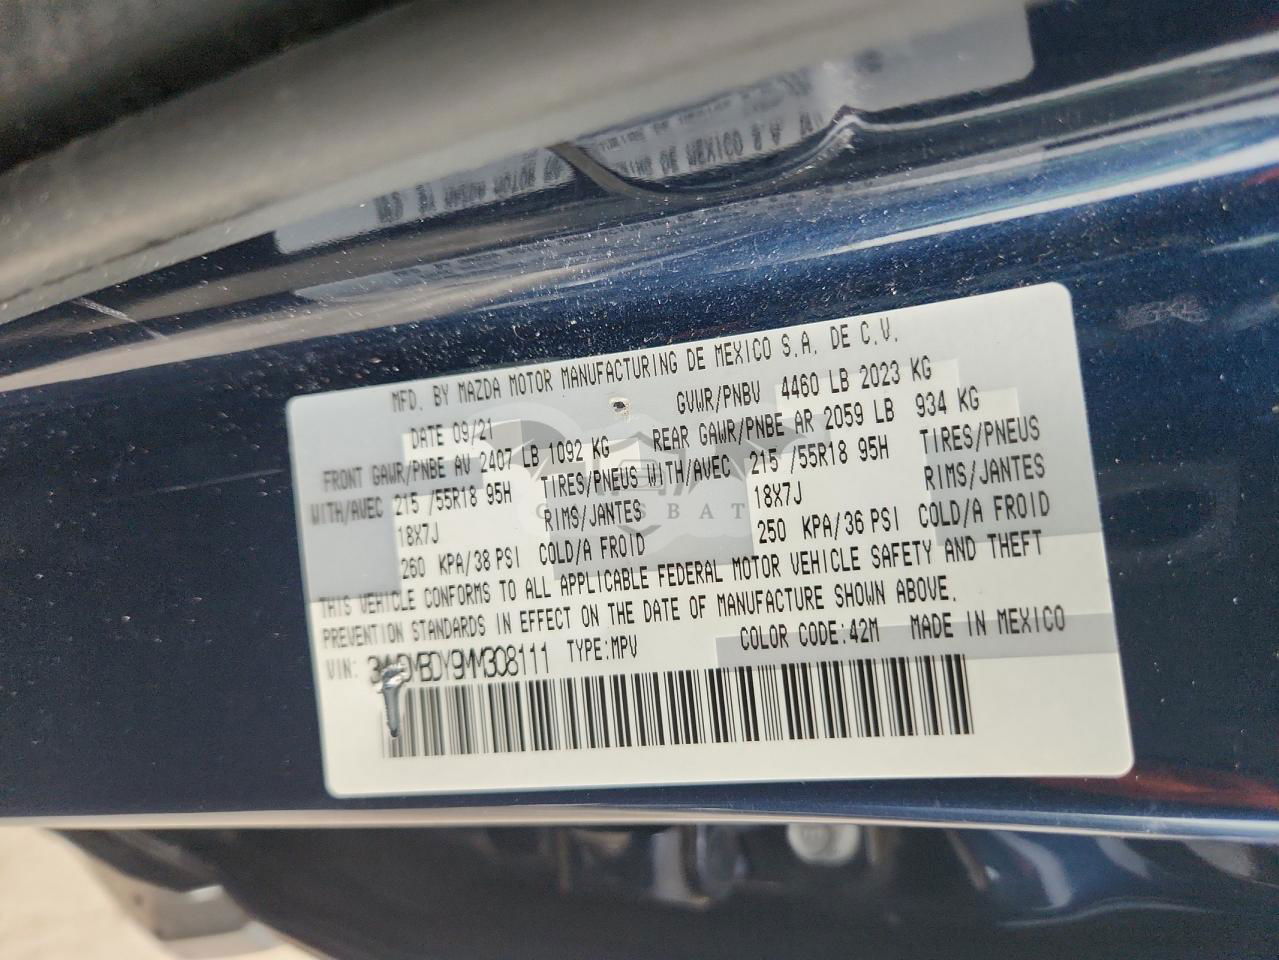 MFD. BY MAZDA MOTOR MANUFACTURING DE MEXICO S.A. DE C.V.
DATE 09/21 GVWR/PNBV 4460 LB 2023 KG
FRONT GAWR/PNBE AV 2407 LB 1092 KG REAR GAWR/PNBE AR 2059 LB 934 KG
WITH/AVEC 215 /55R18 95H TIRES/PNEUS WITH/AVEC 215 /55R18 95H TIRES/PNEUS
18X7J RIMS/JANTES 18X7J RIMS/JANTES
260 KPA/38 PSI COLD/A FROID 250 KPA/36 PSI COLD/A FROID
THIS VEHICLE CONFORMS TO ALL APPLICABLE FEDERAL MOTOR VEHICLE SAFETY AND THEFT
PREVENTION STANDARDS IN EFFECT ON THE DATE OF MANUFACTURE SHOWN ABOVE.
VIN: TYPE:MPV COLOR CODE:42M MADE IN MEXICO